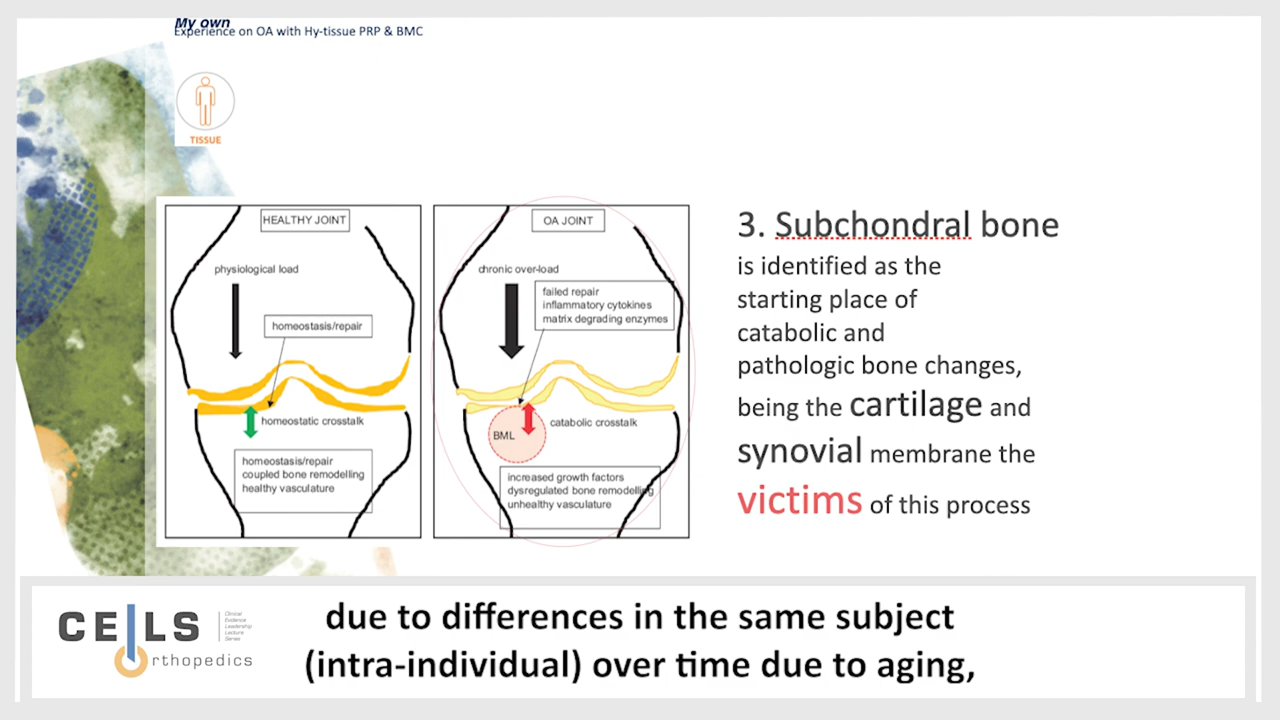 My own
Experience on OA with Hy-tissue PRP & BMC
TISSUE
HEALTHY JOINT
physiological load
homeostasis/repair
homeostatic crosstalk
homeostasis/repair
coupled bone remodelling
healthy vasculature
OA JOINT
chronic over-load
failed repair
inflammatory cytokines
matrix degrading enzymes
BML
catabolic crosstalk
increased growth factors
dysregulated bone remodelling
unhealthy vasculature
3. Subchondral bone
is identified as the
starting place of
catabolic and
pathologic bone changes,
being the cartilage and
synovial membrane the
victims of this process
CELLS
Clinical
Evidence
Leadership
Lecture
Series
Orthopedics
due to differences in the same subject
(intra-individual) over time due to aging,